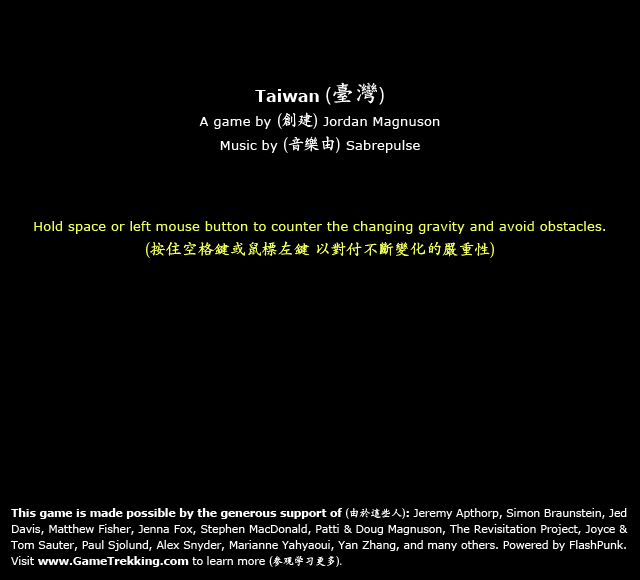 Taiwan (臺灣)
A game by (創建) Jordan Magnuson
Music by (音樂由) Sabrepulse
Hold space or left mouse button to counter the changing gravity and avoid obstacles.
(按住空格鍵或鼠標左鍵 以對付不斷變化的嚴重性)
This game is made possible by the generous support of (由於這些人): Jeremy Apthorp, Simon Braunstein, Jed
Davis, Matthew Fisher, Jenna Fox, Stephen MacDonald, Patti & Doug Magnuson, The Revisitation Project, Joyce &
Tom Sauter, Paul Sjolund, Alex Snyder, Marianne Yahyaoui, Yan Zhang, and many others. Powered by FlashPunk.
Visit www.GameTrekking.com to learn more (参观学习更多).